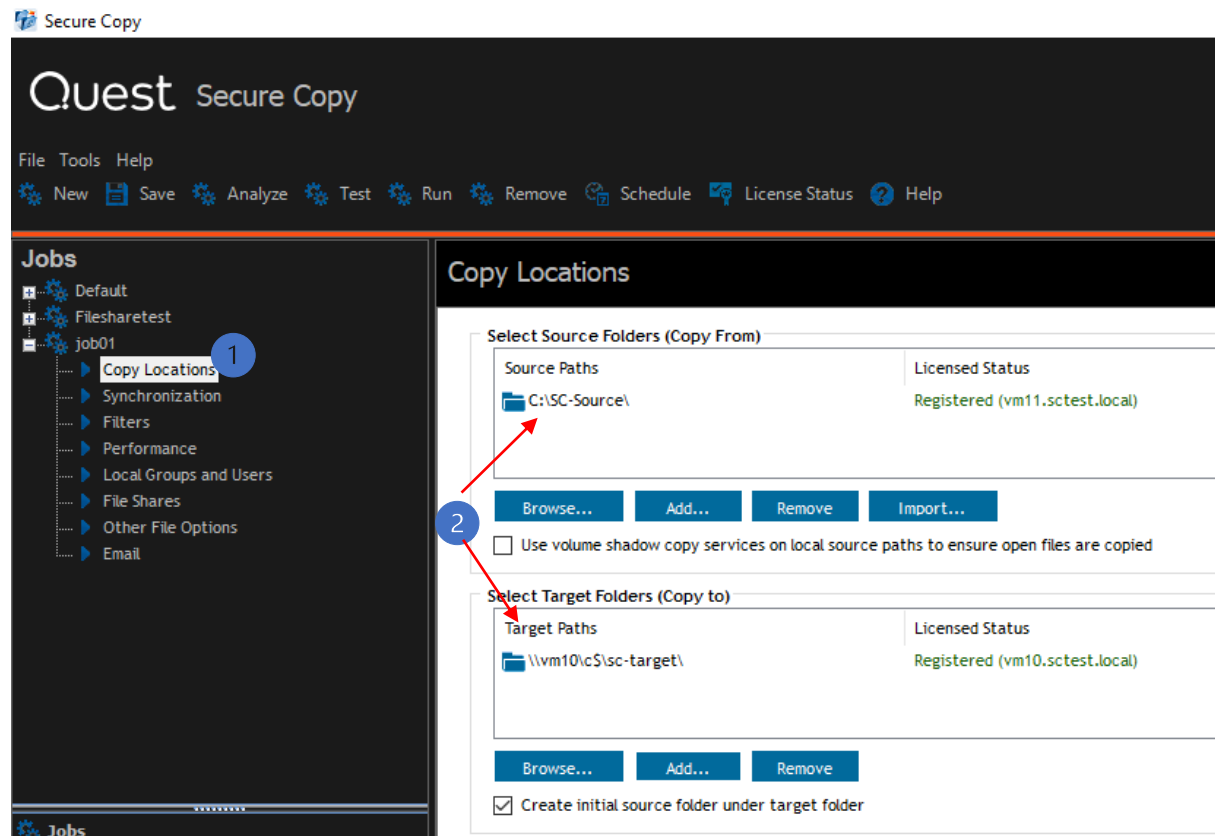 Secure Copy
Quest Secure Copy
File Tools Help
New Save Analyze Test Run Remove Schedule License Status Help
Jobs
Default
Filesharetest
job01
1
Copy Locations
Synchronization
Filters
Performance
Local Groups and Users
File Shares
Other File Options
Email
Jobs
Copy Locations
Select Source Folders (Copy From)
Source Paths Licensed Status
C:\SC-Source\ Registered (vm11.sctest.local)
Browse... Add... Remove Import...
2
Use volume shadow copy services on local source paths to ensure open files are copied
Select Target Folders (Copy to)
Target Paths Licensed Status
\\vm10\c$\sc-target\ Registered (vm10.sctest.local)
Browse... Add... Remove
Create initial source folder under target folder